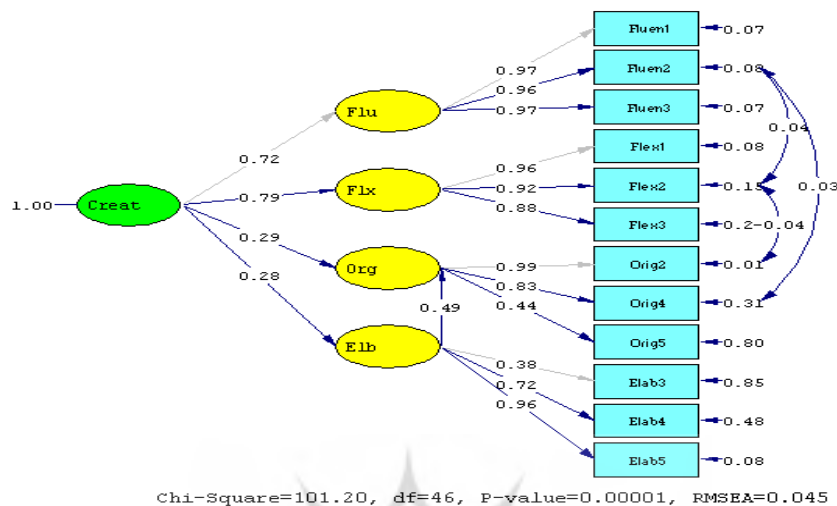 Fluen1
0.07
0.97
Fluen2
0.08
0.96
Flu
Fluen3
0.07
0.97
0.04
0.72
Flex1
0.08
0.96
1.00
Creat
0.79
Flx
0.92
Flex2
0.15
0.03
0.88
Flex3
0.2
-0.04
0.29
Org
0.99
Orig2
0.01
0.28
0.83
Orig4
0.31
0.49
0.44
Orig5
0.80
Elb
0.38
Elab3
0.85
0.72
Elab4
0.48
0.96
Elab5
0.08
Chi-Square=101.20, df=46, P-value=0.00001, RMSEA=0.045